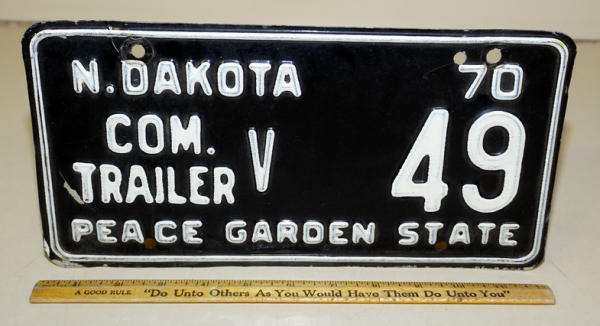 N. DAKOTA 70
COM. TRAILER V 49
PEACE GARDEN STATE
A GOOD RULE "Do Unto Others As You Would Have Them Do Unto You"